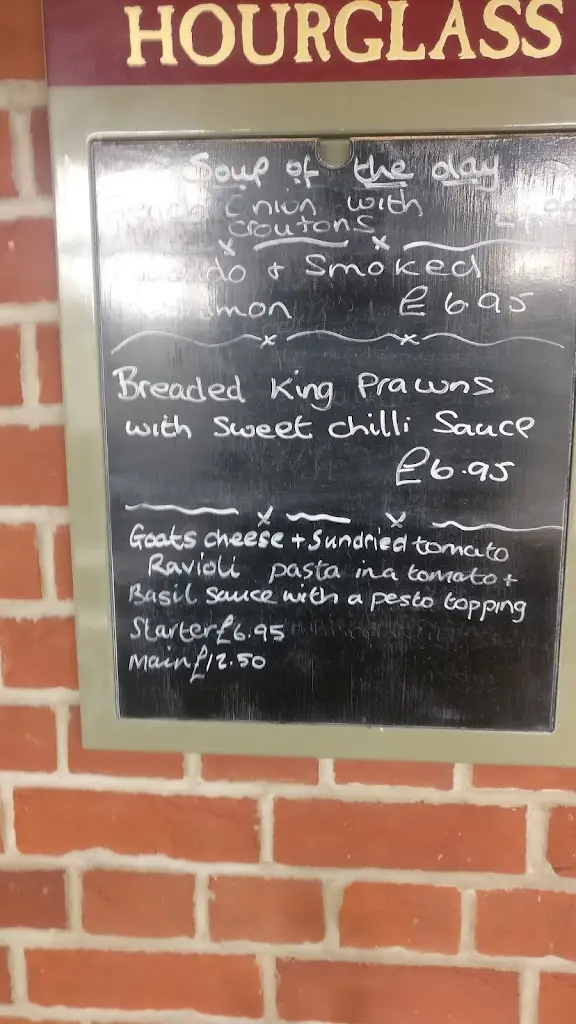 HOURGLASS
Soup of the day
Onion with
croutons
& Smoked
£6.95
Breaded King Prawns
with Sweet chilli Sauce
£6.95
Goats cheese + Sundried tomato
Ravioli pasta in a tomato +
Basil Sauce with a pesto topping
Starter £6.95
Main £12.50